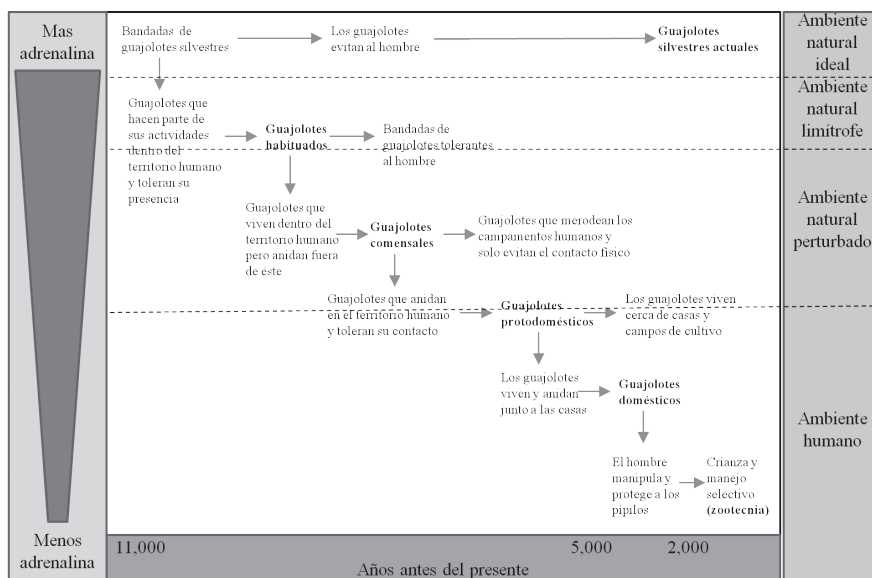 Mas
adrenalina
Bandadas de
guajolotes silvestres
Los guajolotes
evitan al hombre
Guajolotes
silvestres actuales
Ambiente
natural
ideal
Guajolotes que
hacen parte de
sus actividades
dentro del
territorio humano
y toleran su
presencia
Guajolotes
habituados
Bandadas de
guajolotes tolerantes
al hombre
Ambiente
natural
limítrofe
Guajolotes que
viven dentro del
territorio humano
pero anidan fuera
de éste
Guajolotes
comensales
Guajolotes que merodean los
campamentos humanos y
solo evitan el contacto físico
Ambiente
natural
perturbado
Guajolotes que anidan
en el territorio humano
y toleran su contacto
Guajolotes
protodomésticos
Los guajolotes viven
cerca de casas y
campos de cultivo
Los guajolotes
viven y anidan
junto a las casas
Guajolotes
domésticos
Ambiente
humano
El hombre
manipula y
protege a los
pipilos
Crianza y
manejo
selectivo
(zootecnia)
Menos
adrenalina
11,000
5,000
2,000
Años antes del presente